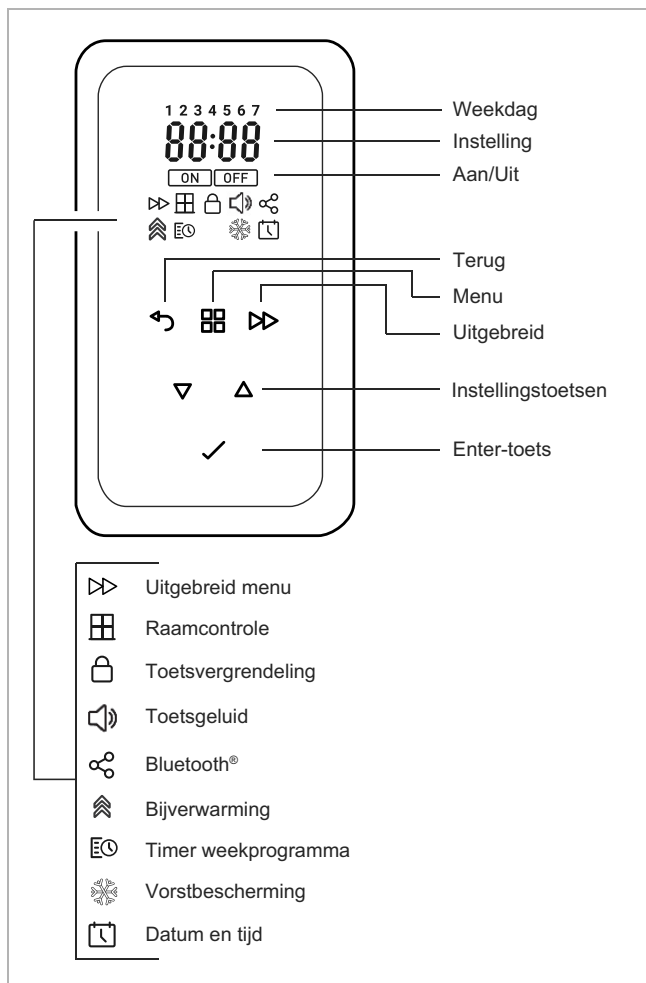 1 2 3 4 5 6 7
Weekdag
88:88
Instelling
ON OFF
Aan/Uit
Terug
Menu
Uitgebreid
Instellingstoetsen
Enter-toets
Uitgebreid menu
Raamcontrole
Toetsvergrendeling
Toetsgeluid
Bluetooth®
Bijverwarming
Timer weekprogramma
Vorstbescherming
Datum en tijd